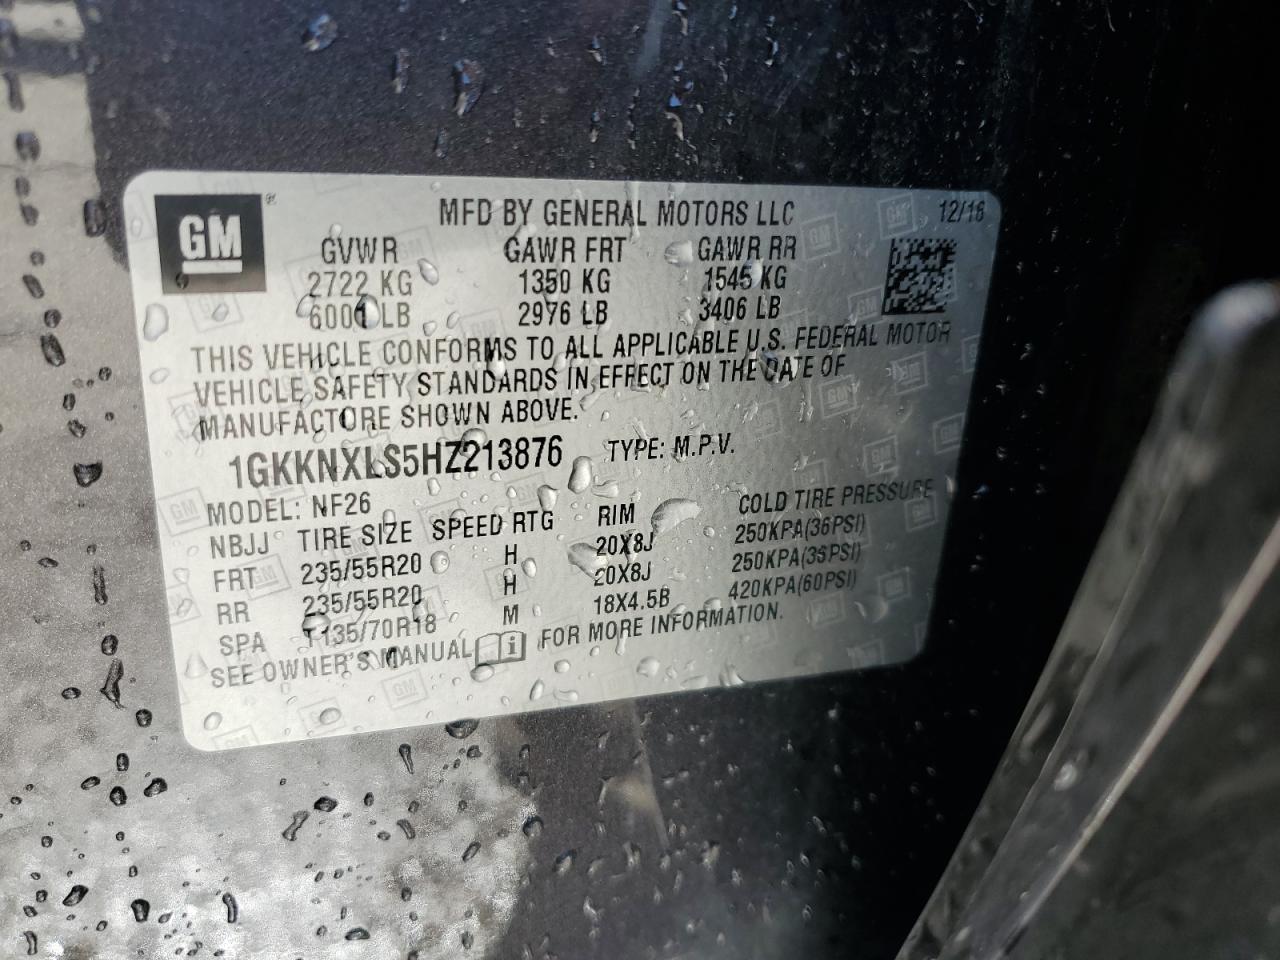 GM
MFD BY GENERAL MOTORS LLC
12/16
GVWR GAWR FRT GAWR RR
2722 KG 1350 KG 1545 KG
6001 LB 2976 LB 3406 LB
THIS VEHICLE CONFORMS TO ALL APPLICABLE U.S. FEDERAL MOTOR
VEHICLE SAFETY STANDARDS IN EFFECT ON THE DATE OF
MANUFACTORE SHOWN ABOVE.
1GKKNXLS5HZ213876 TYPE: M.P.V.
MODEL: NF26
NBJJ TIRE SIZE SPEED RTG RIM COLD TIRE PRESSURE
FRT 235/55R20 H 20X8J 250KPA(36PSI)
RR 235/55R20 H 20X8J 250KPA(36PSI)
SPA T135/70R18 M 18X4.5B 420KPA(60PSI)
SEE OWNER'S MANUAL FOR MORE INFORMATION.